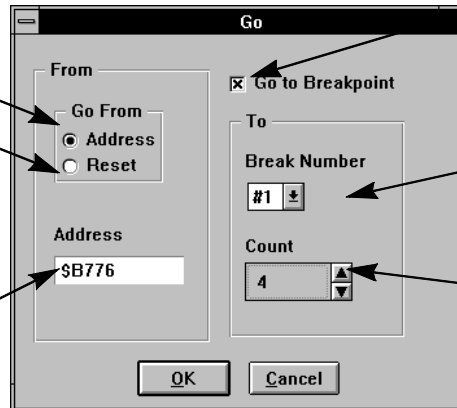 Go
From
Go From
Address
Reset
Address
$B776
Go to Breakpoint
To
Break Number
#1
Count
4
OK
Cancel